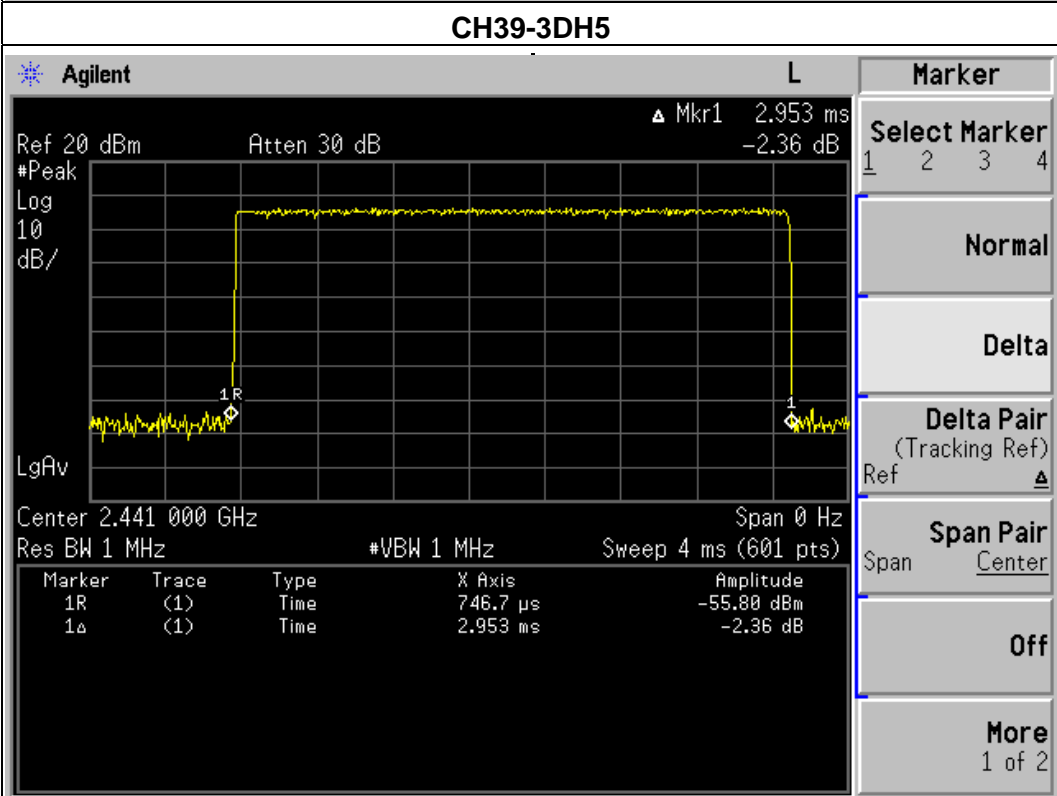 CH39-3DH5
Agilent L Marker
Δ Mkr1 2.953 ms
Ref 20 dBm Atten 30 dB -2.36 dB
#Peak
Log
10
dB/
1R
1
LgAv
Center 2.441 000 GHz Span 0 Hz
Res BW 1 MHz #VBW 1 MHz Sweep 4 ms (601 pts)
Marker Trace Type X Axis Amplitude
1R (1) Time 746.7 µs -55.80 dBm
1Δ (1) Time 2.953 ms -2.36 dB
Select Marker
1 2 3 4
Normal
Delta
Delta Pair
(Tracking Ref)
Ref Δ
Span Pair
Span Center
Off
More
1 of 2